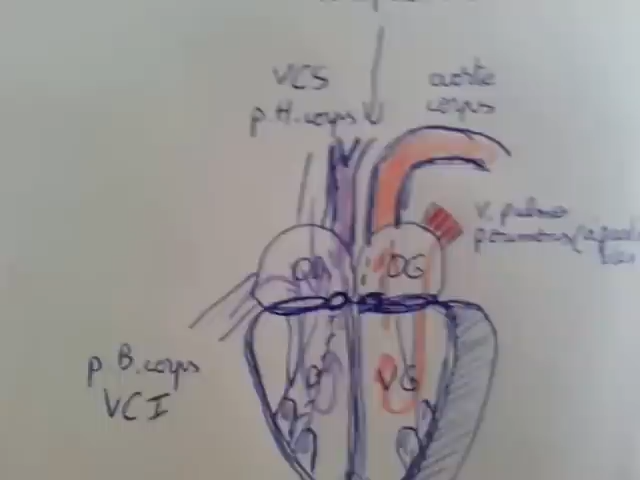 VCS
p.H.corps
aorte
corps
V. pulmo
OD
OG
p B.corps
VCI
VG